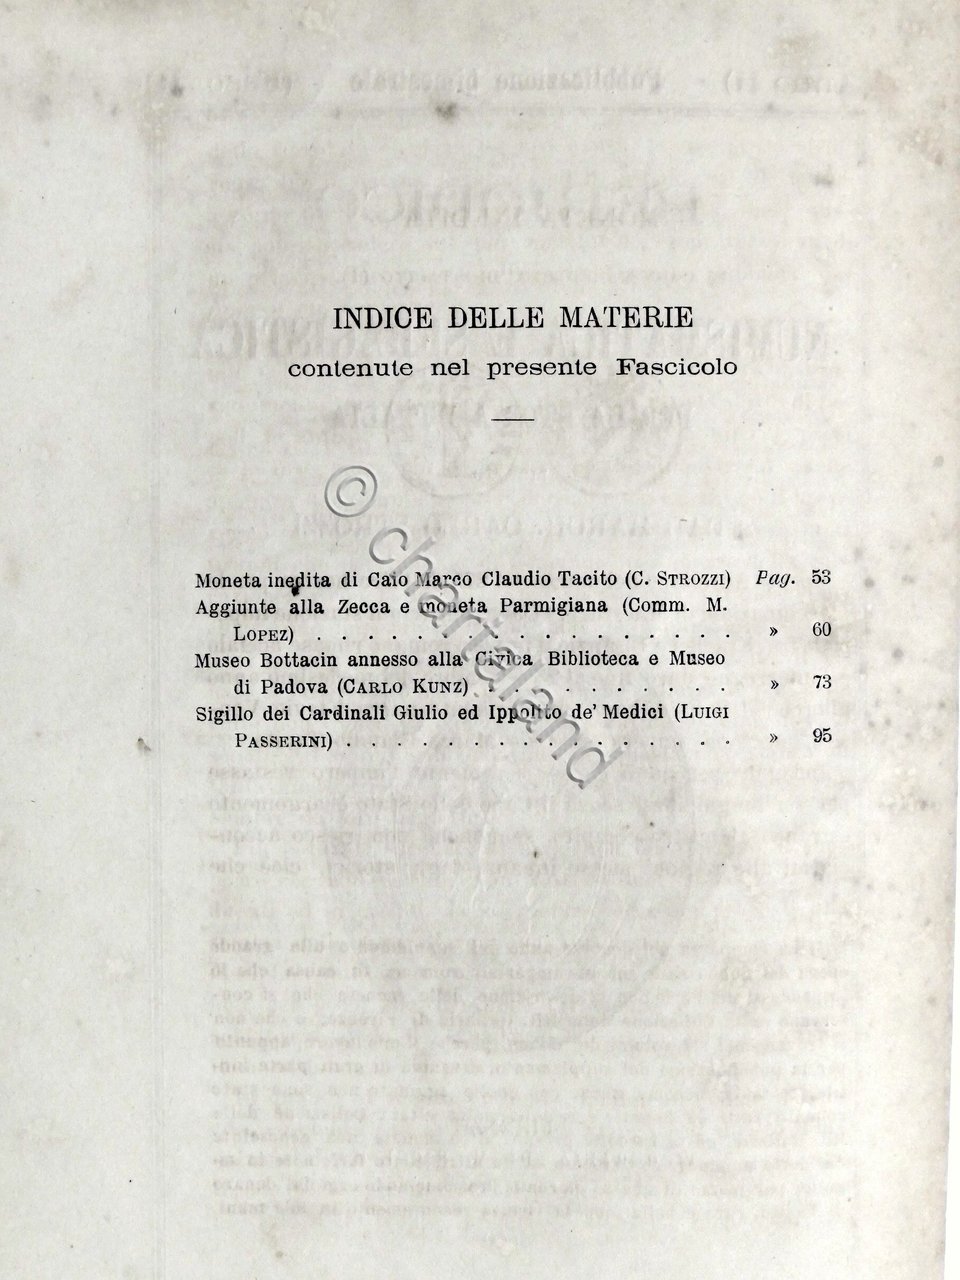 INDICE DELLE MATERIE
contenute nel presente Fascicolo
Moneta inedita di Caio Marco Claudio Tacito (C. STROZZI) Pag. 53
Aggiunte alla Zecca e moneta Parmigiana (Comm. M.
LOPEZ) . . . . . . . . . . . . . . . . . » 60
Museo Bottacin annesso alla Civica Biblioteca e Museo
di Padova (CARLO KUNZ) . . . . . . . . . . » 73
Sigillo dei Cardinali Giulio ed Ippolito de' Medici (LUIGI
PASSERINI) . . . . . . . . . . . . . . . . » 95
© chartaland